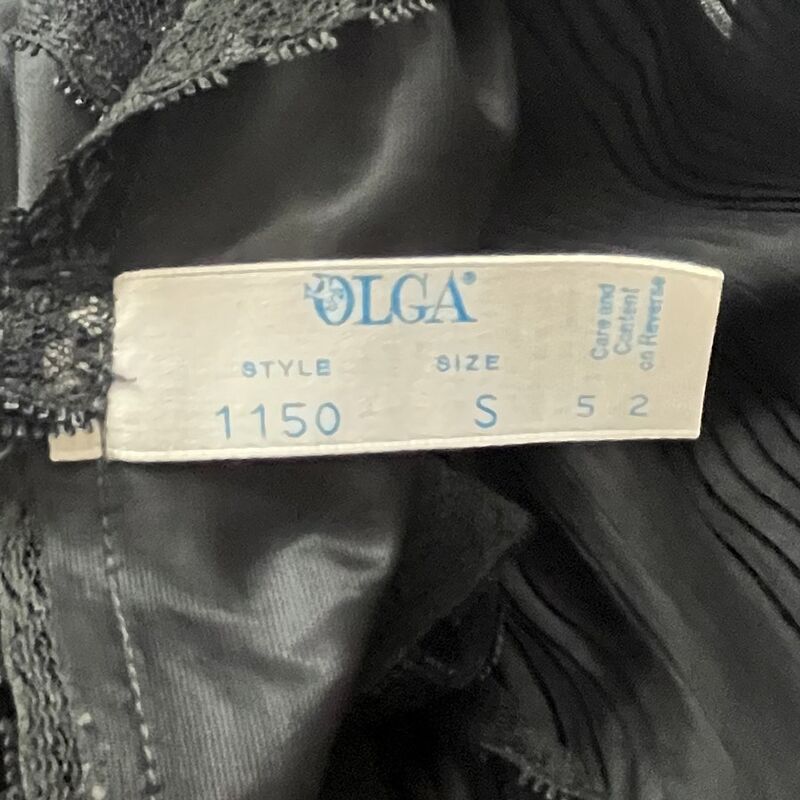 OLGA®
STYLE SIZE
1150 S 5 2
Care and
Content
on Reverse